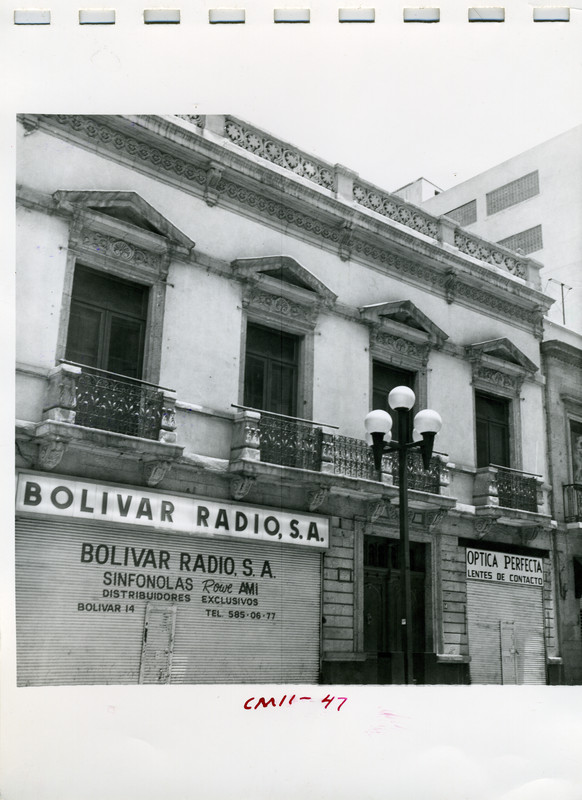 BOLIVAR RADIO, S.A.
BOLIVAR RADIO, S.A.
SINFONOLAS Rowe AMI
DISTRIBUIDORES EXCLUSIVOS
BOLIVAR 14 TEL. 585-06-77
OPTICA PERFECTA
LENTES DE CONTACTO
CM11-47